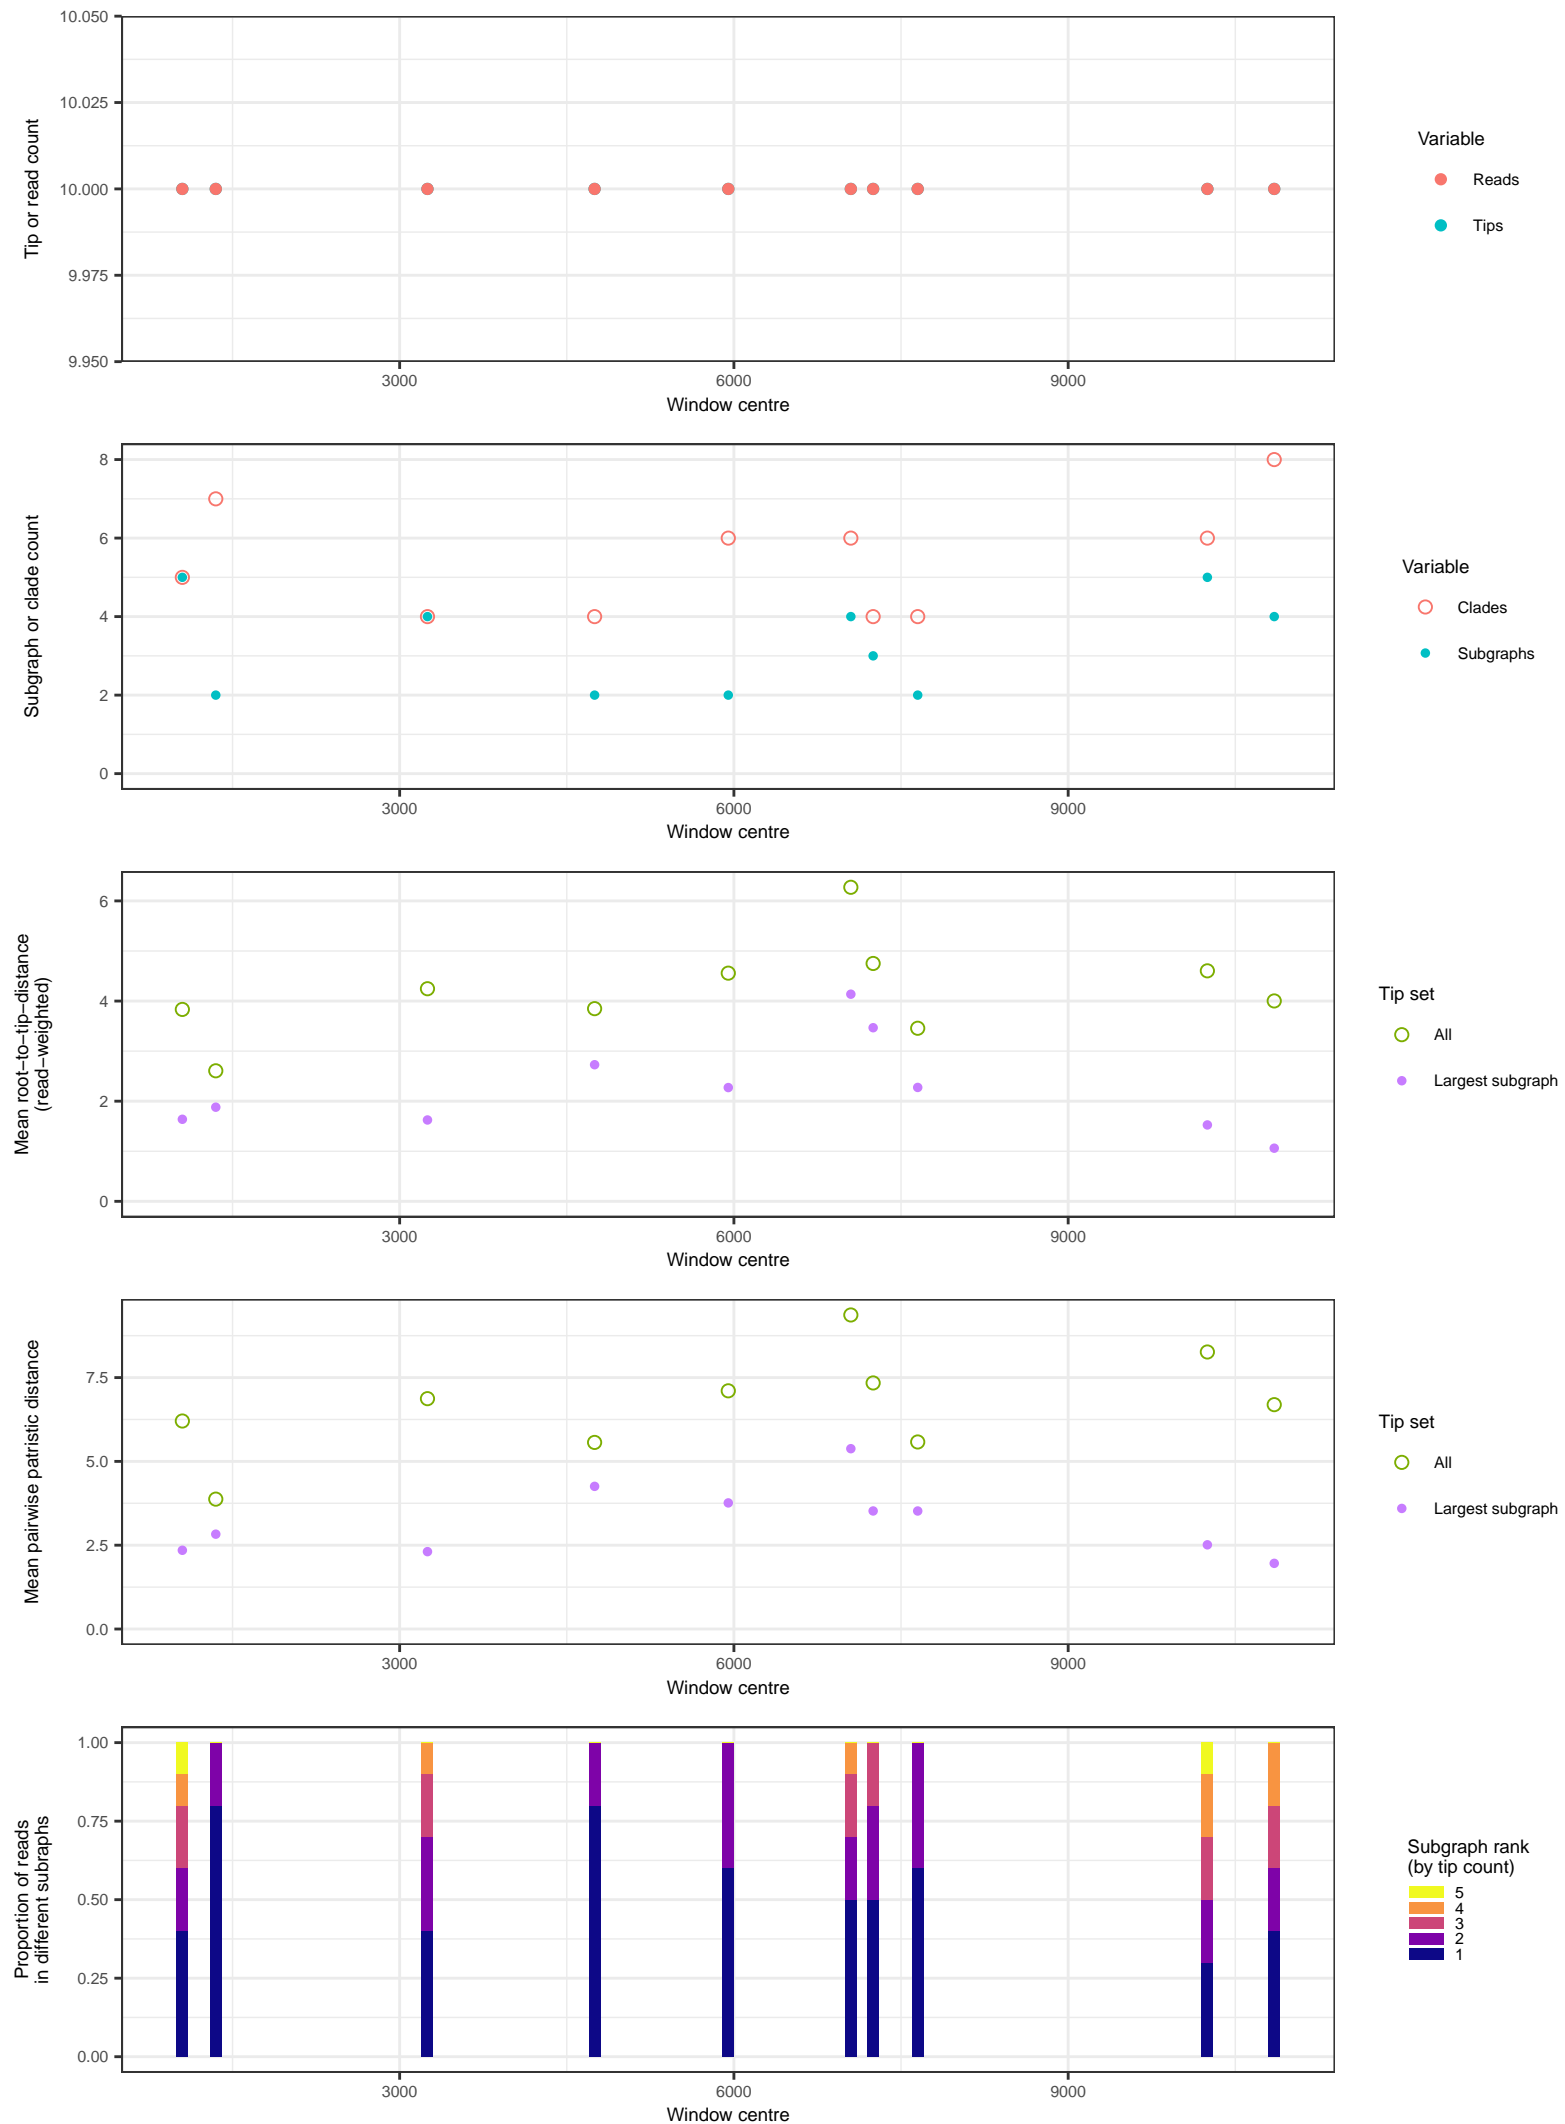 10.050
10.025
10.000
9.975
9.950
Tip or read count
3000 6000 9000
Window centre
Variable
Reads
Tips
8
6
4
2
0
Subgraph or clade count
3000 6000 9000
Window centre
Variable
Clades
Subgraphs
6
4
2
0
Mean root−to−tip−distance
(read−weighted)
3000 6000 9000
Window centre
Tip set
All
Largest subgraph
7.5
5.0
2.5
0.0
Mean pairwise patristic distance
3000 6000 9000
Window centre
Tip set
All
Largest subgraph
1.00
0.75
0.50
0.25
0.00
Proportion of reads
in different subraphs
3000 6000 9000
Window centre
Subgraph rank
(by tip count)
5
4
3
2
1